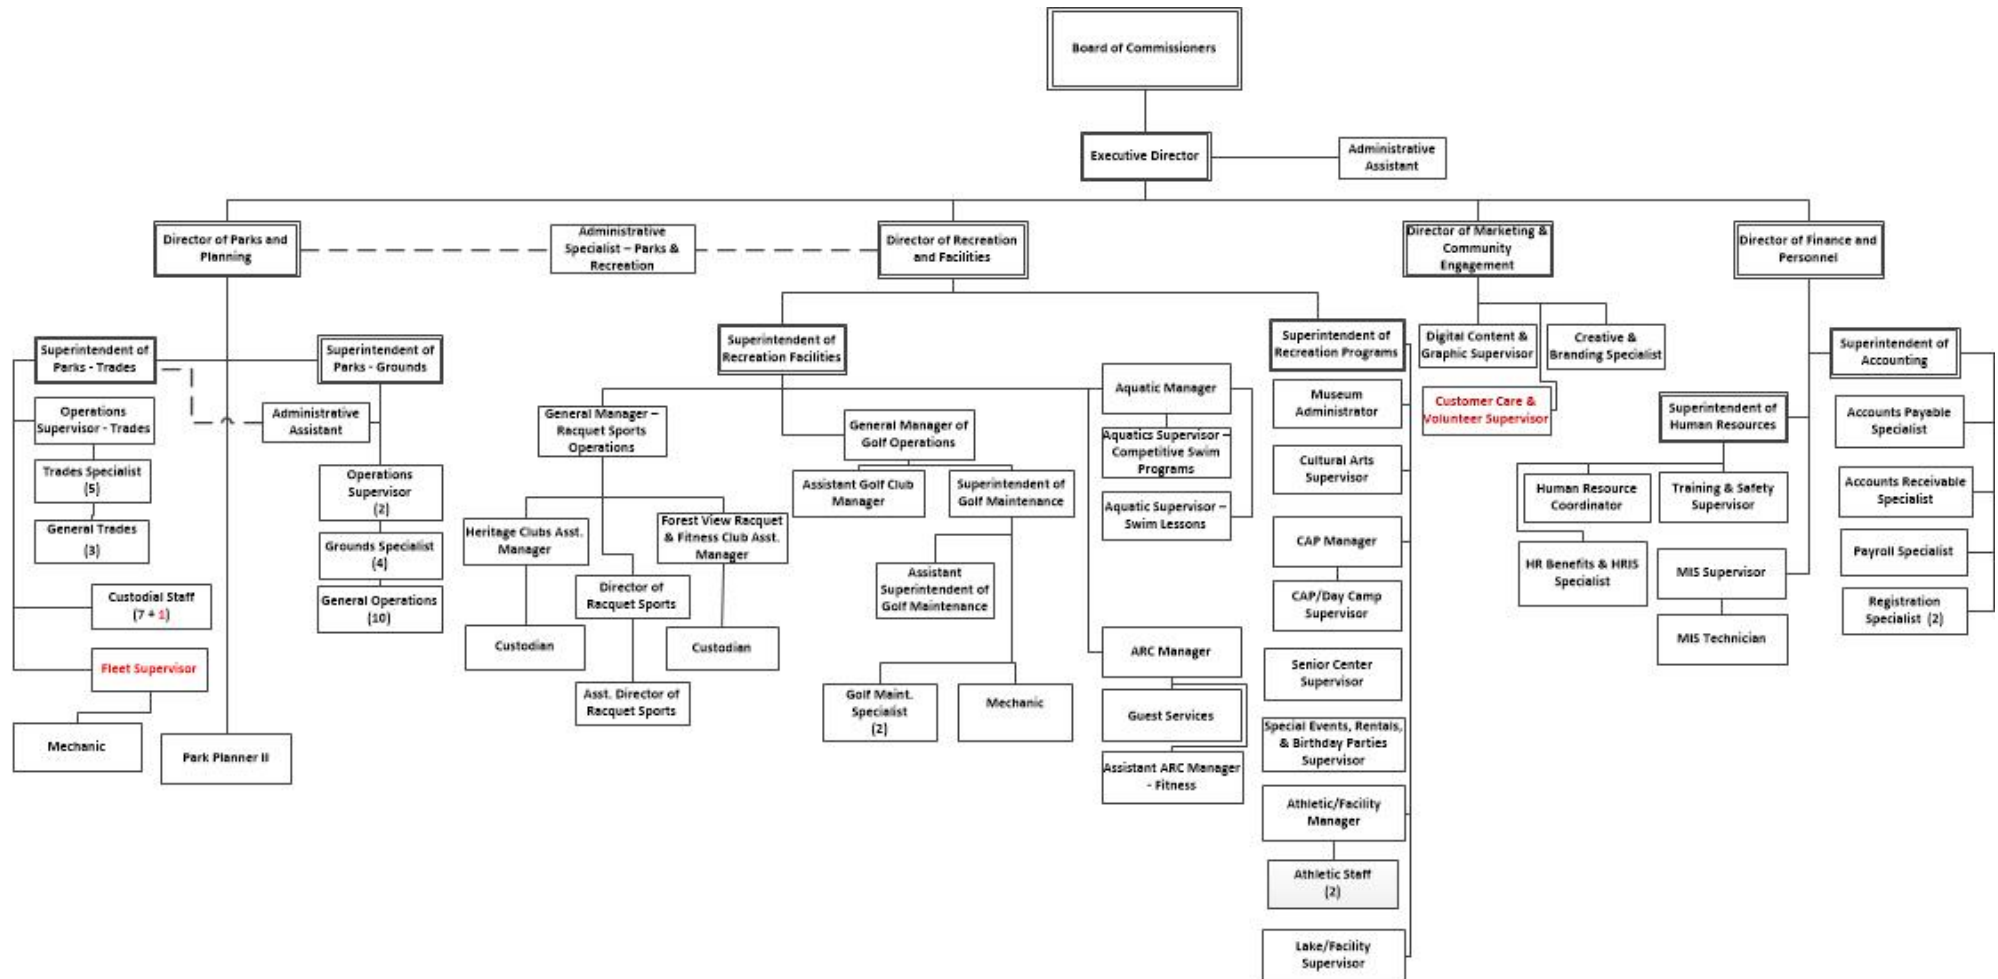 Board of Commissioners
Executive Director
Administrative
Assistant
Director of Parks and
Planning
Administrative
Specialist – Parks &
Recreation
Director of Recreation
and Facilities
Director of Marketing &
Community
Engagement
Director of Finance and
Personnel
Superintendent of
Parks - Trades
Superintendent of
Parks - Grounds
Operations
Supervisor - Trades
Administrative
Assistant
Trades Specialist
(5)
General Trades
(3)
Custodial Staff
(7 + 1)
Fleet Supervisor
Mechanic
Park Planner II
Operations
Supervisor
(2)
Grounds Specialist
(4)
General Operations
(10)
Superintendent of
Recreation Facilities
General Manager –
Racquet Sports
Operations
Heritage Clubs Asst.
Manager
Forest View Racquet
& Fitness Club Asst.
Manager
Director of
Racquet Sports
Custodian
Custodian
Asst. Director of
Racquet Sports
General Manager of
Golf Operations
Assistant Golf Club
Manager
Superintendent of
Golf Maintenance
Assistant
Superintendent of
Golf Maintenance
Golf Maint.
Specialist
(2)
Mechanic
Aquatic Manager
Aquatics Supervisor –
Competitive Swim
Programs
Aquatic Supervisor –
Swim Lessons
ARC Manager
Guest Services
Assistant ARC Manager
- Fitness
Superintendent of
Recreation Programs
Museum
Administrator
Cultural Arts
Supervisor
CAP Manager
CAP/Day Camp
Supervisor
Senior Center
Supervisor
Special Events, Rentals,
& Birthday Parties
Supervisor
Athletic/Facility
Manager
Athletic Staff
(2)
Lake/Facility
Supervisor
Digital Content &
Graphic Supervisor
Creative &
Branding Specialist
Customer Care &
Volunteer Supervisor
Superintendent of
Human Resources
Human Resource
Coordinator
Training & Safety
Supervisor
HR Benefits & HRIS
Specialist
MIS Supervisor
MIS Technician
Superintendent of
Accounting
Accounts Payable
Specialist
Accounts Receivable
Specialist
Payroll Specialist
Registration
Specialist (2)